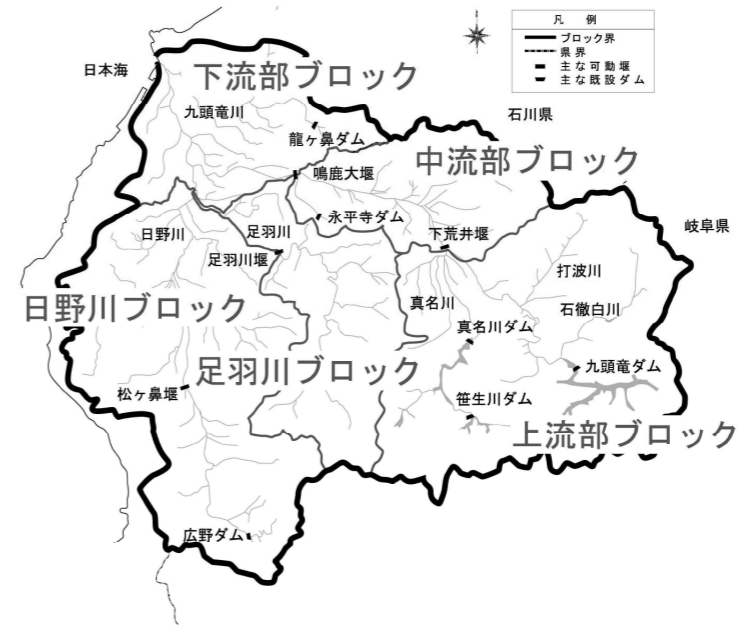 凡 例
ブロック界
県界
主な可動堰
主な既設ダム
日本海
下流部ブロック
九頭竜川
石川県
龍ヶ鼻ダム
中流部ブロック
鳴鹿大堰
永平寺ダム
岐阜県
日野川
足羽川
下荒井堰
足羽川堰
打波川
日野川ブロック
真名川
石徹白川
真名川ダム
足羽川ブロック
九頭竜ダム
松ヶ鼻堰
笹生川ダム
上流部ブロック
広野ダム